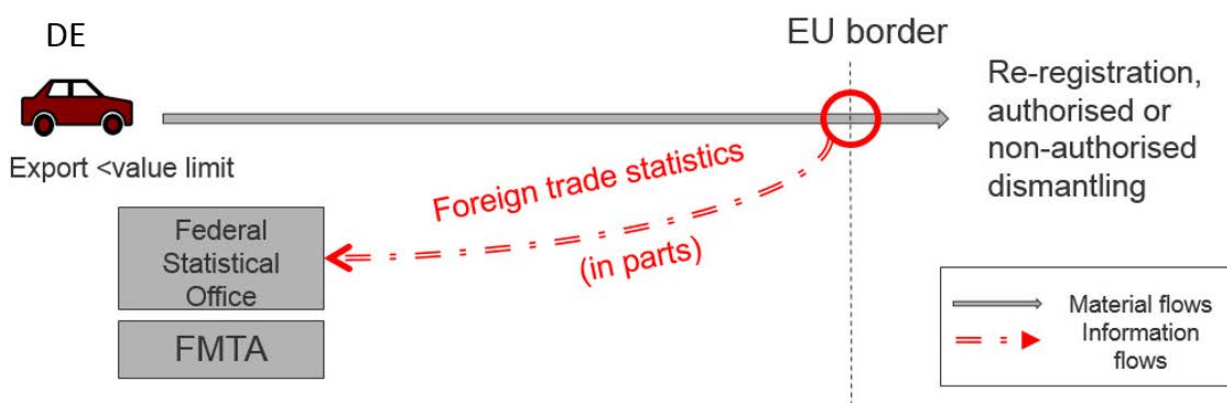 DE
EU border
Export <value limit
Re-registration,
authorised or
non-authorised
dismantling
Foreign trade statistics
(in parts)
Federal
Statistical
Office
FMTA
Material flows
Information
flows